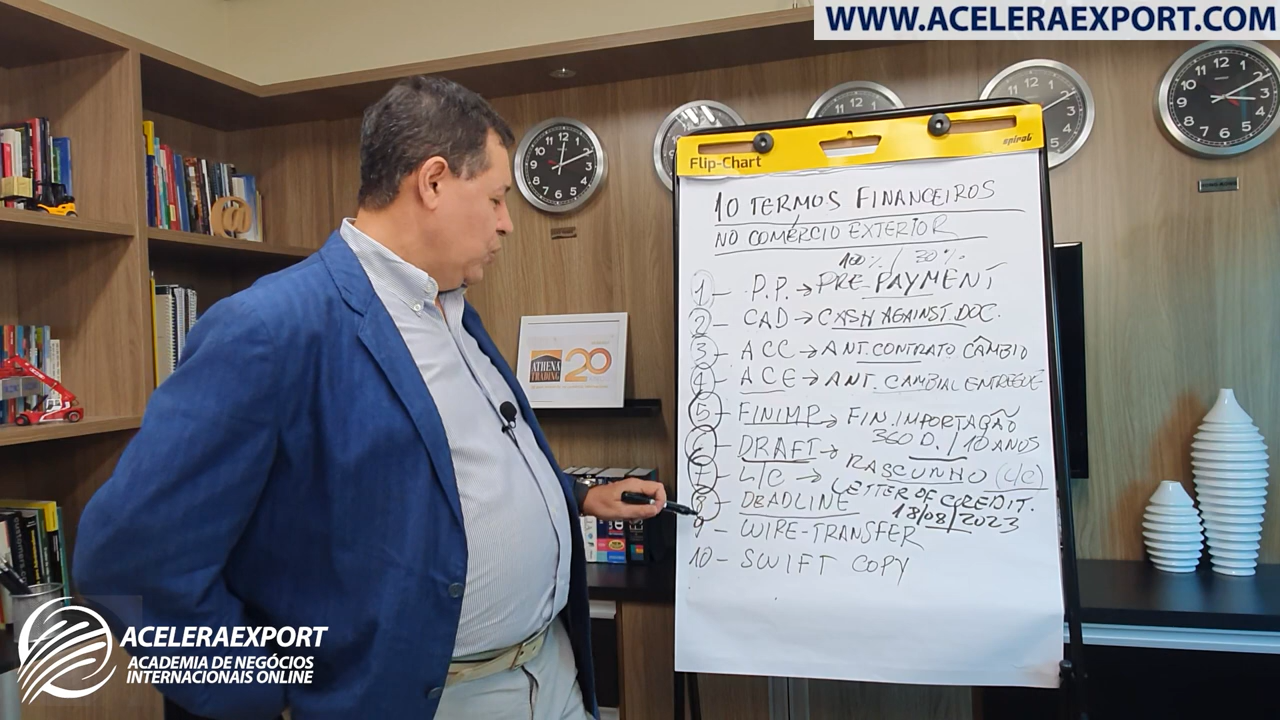 WWW.ACELERAEXPORT.COM
Flip-Chart
spiral
10 TERMOS FINANCEIROS
NO COMÉRCIO EXTERIOR
100% / 30%
1 - P.P. → PRE-PAYMENT
2 - CAD → CASH AGAINST DOC.
3 - ACC → ANT. CONTRATO CÂMBIO
4 - ACE → ANT. CAMBIAL ENTREGUE
5 - FINIMP → FIN. IMPORTAÇÃO
360 D. / 10 ANOS
6 - DRAFT → RASCUNHO (L/C)
7 - L/C → LETTER OF CREDIT.
8 - DEADLINE 18/08/2023
9 - WIRE-TRANSFER
10 - SWIFT COPY
ATHENA
TRADING
20
ACELERAEXPORT
ACADEMIA DE NEGÓCIOS
INTERNACIONAIS ONLINE